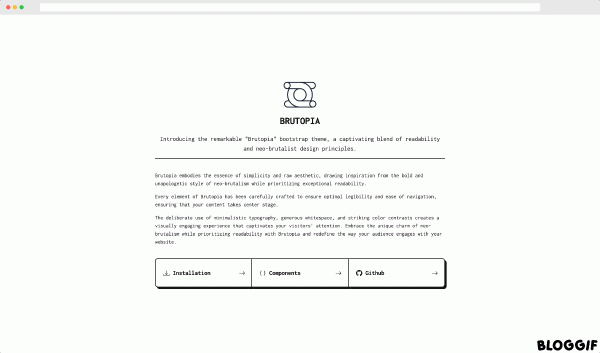 BRUTOPIA
Introducing the remarkable "Brutopia" bootstrap theme, a captivating blend of readability
and neo-brutalist design principles.
Brutopia embodies the essence of simplicity and raw aesthetic, drawing inspiration from the bold and
unapologetic style of neo-brutalism while prioritizing exceptional readability.
Every element of Brutopia has been carefully crafted to ensure optimal legibility and ease of navigation,
ensuring that your content takes center stage.
The deliberate use of minimalistic typography, generous whitespace, and striking color contrasts creates a
visually engaging experience that captivates your visitors' attention. Embrace the unique charm of neo-
brutalism while prioritizing readability with Brutopia and redefine the way your audience engages with your
website.
Installation → {} Components → Github →
BLOGGIF